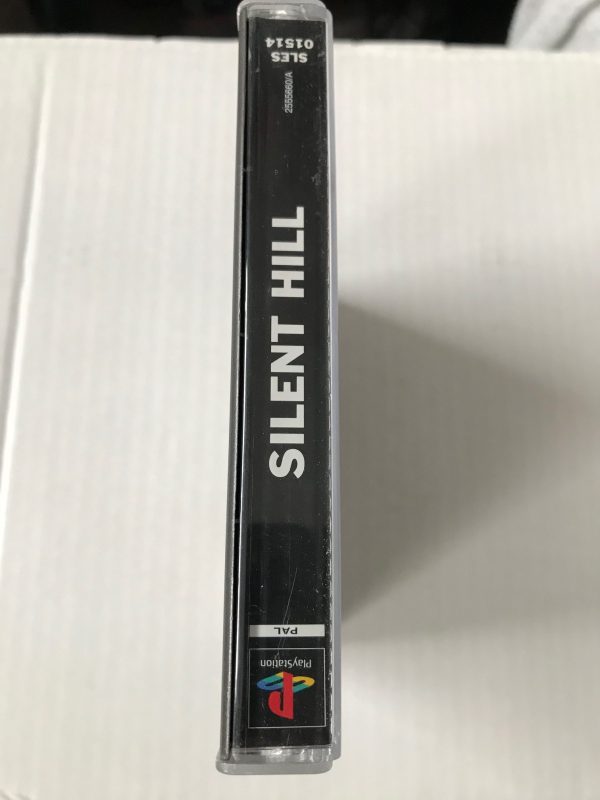 SLES
01514
2555660/A
SILENT HILL
PAL
PlayStation